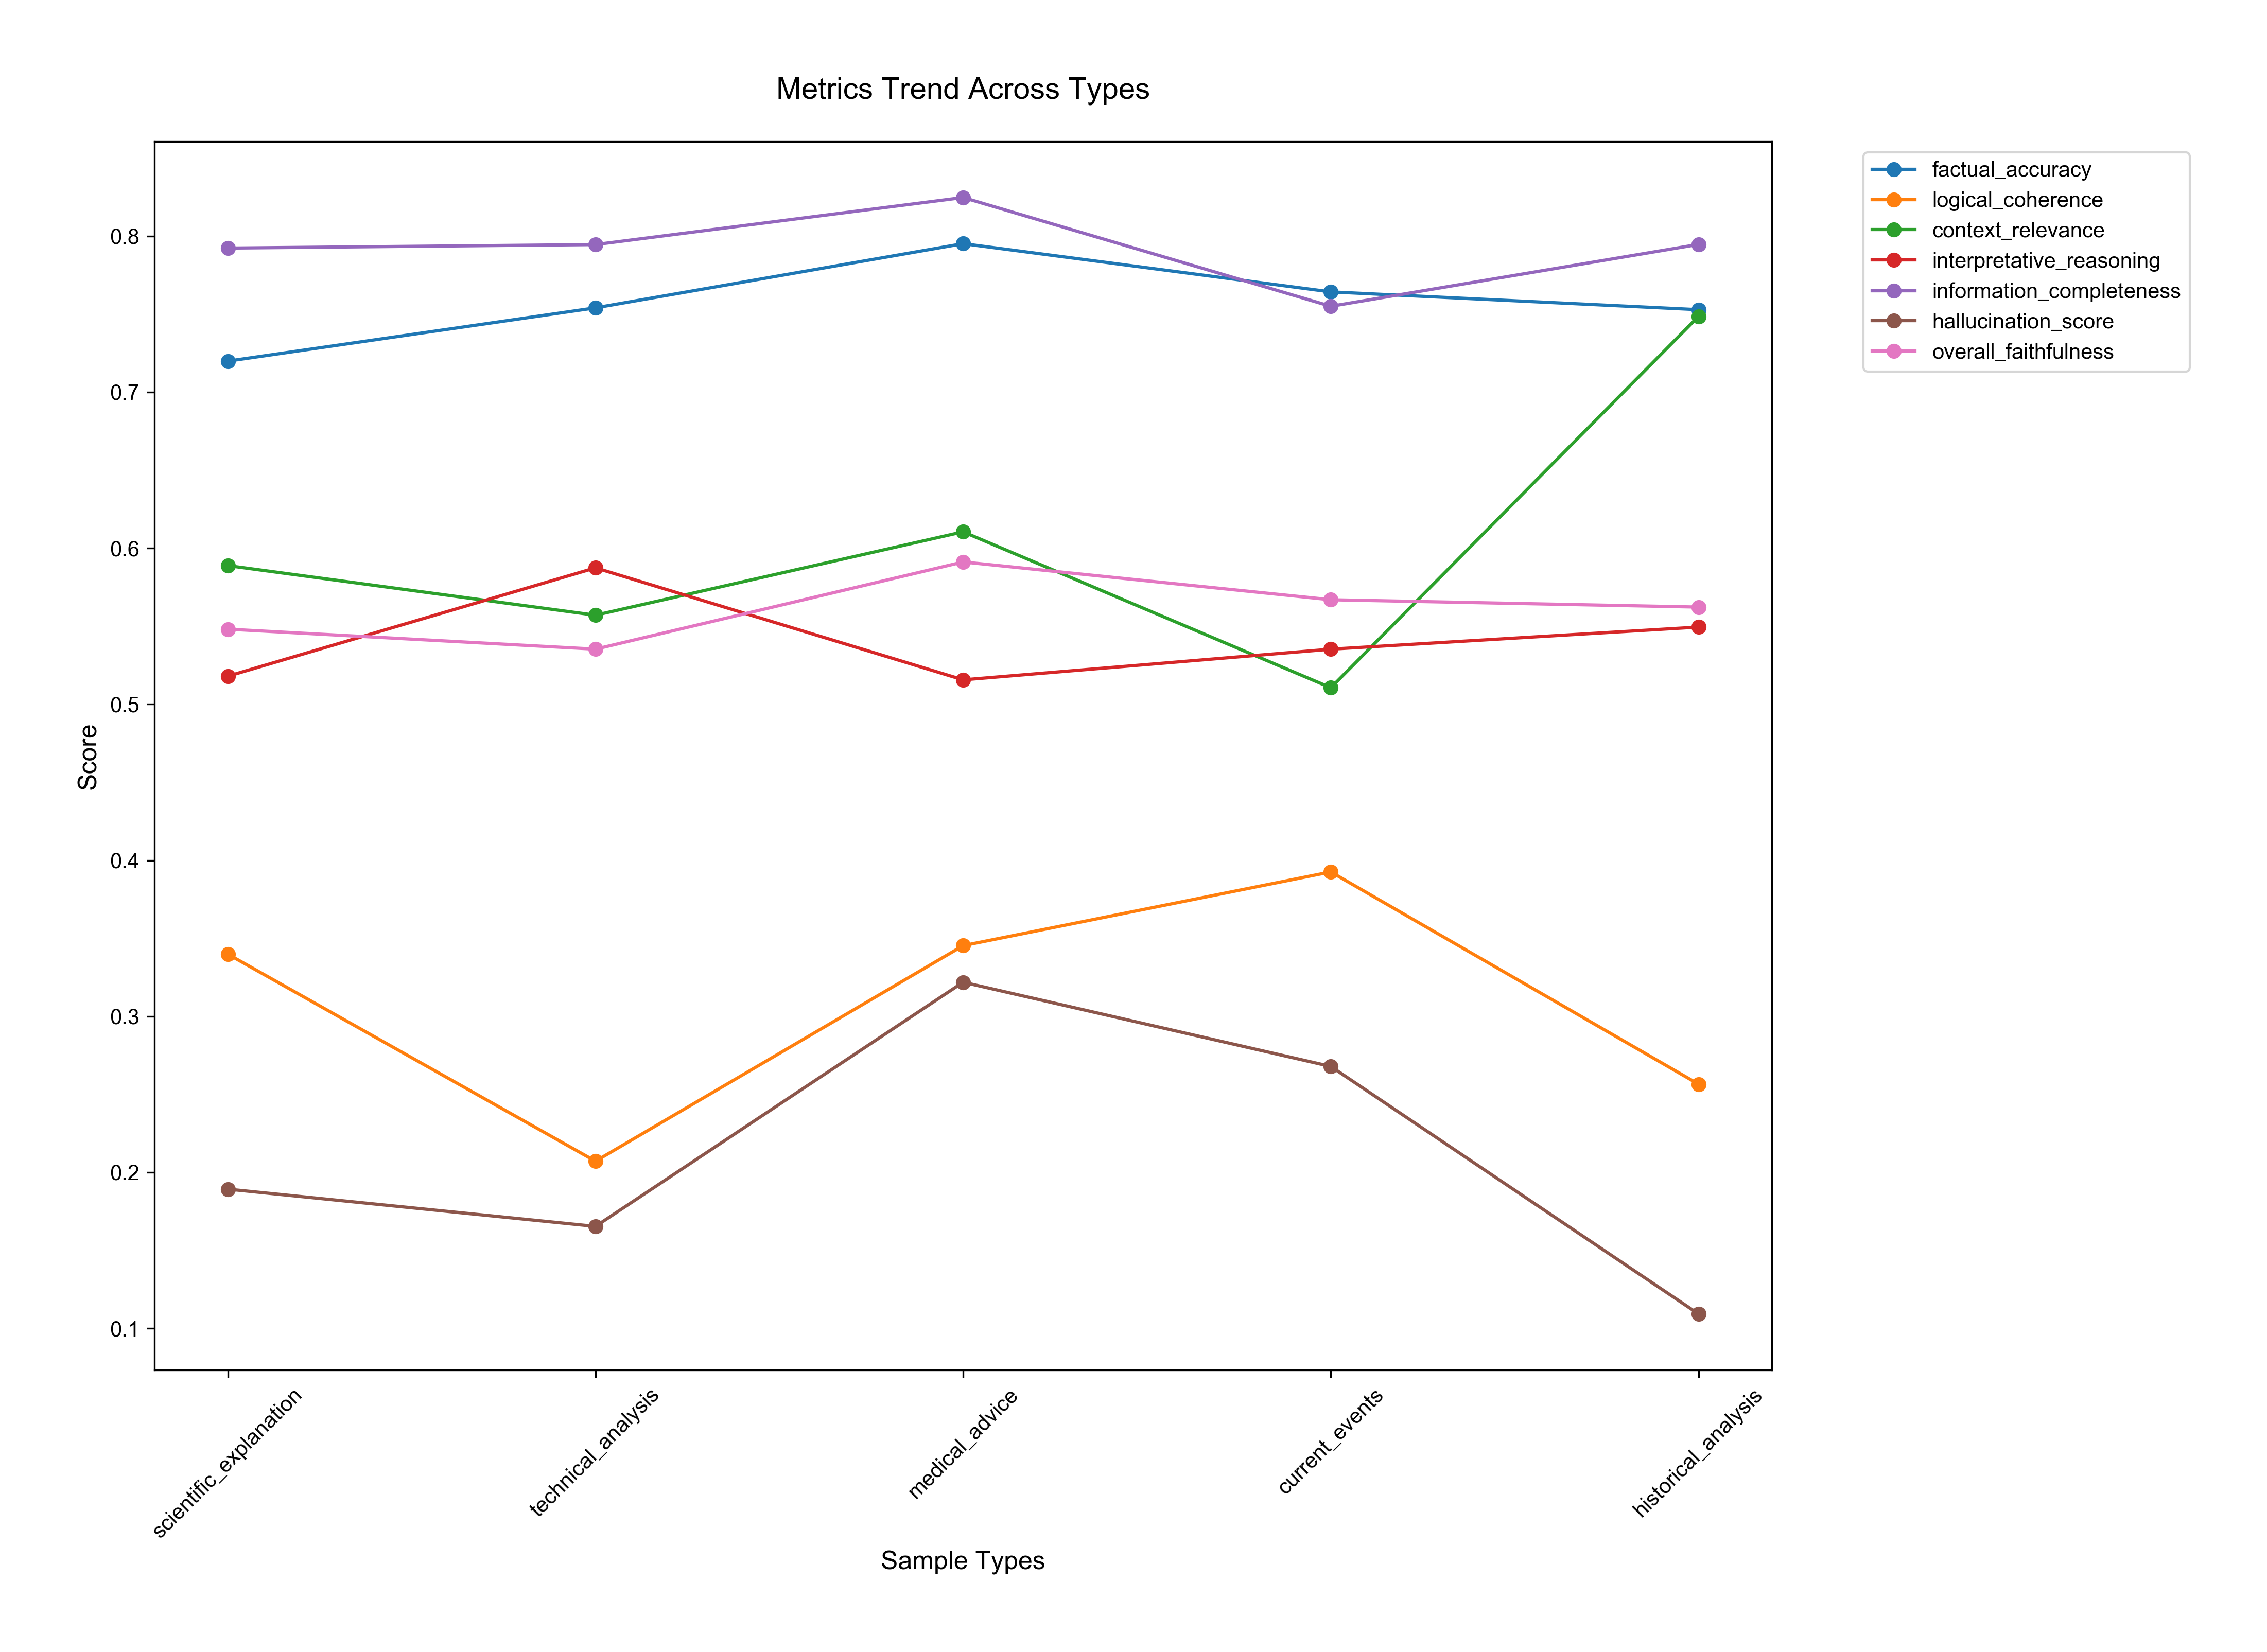 Metrics Trend Across Types
factual_accuracy
logical_coherence
context_relevance
interpretative_reasoning
information_completeness
hallucination_score
overall_faithfulness
Score
0.8
0.7
0.6
0.5
0.4
0.3
0.2
0.1
scientific_explanation
technical_analysis
medical_advice
current_events
historical_analysis
Sample Types